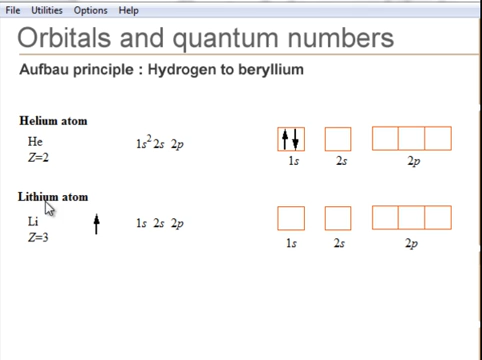 File Utilities Options Help
Orbitals and quantum numbers
Aufbau principle : Hydrogen to beryllium
Helium atom
He 1s² 2s 2p
Z=2
1s 2s 2p
Lithium atom
Li 1s 2s 2p
Z=3
1s 2s 2p